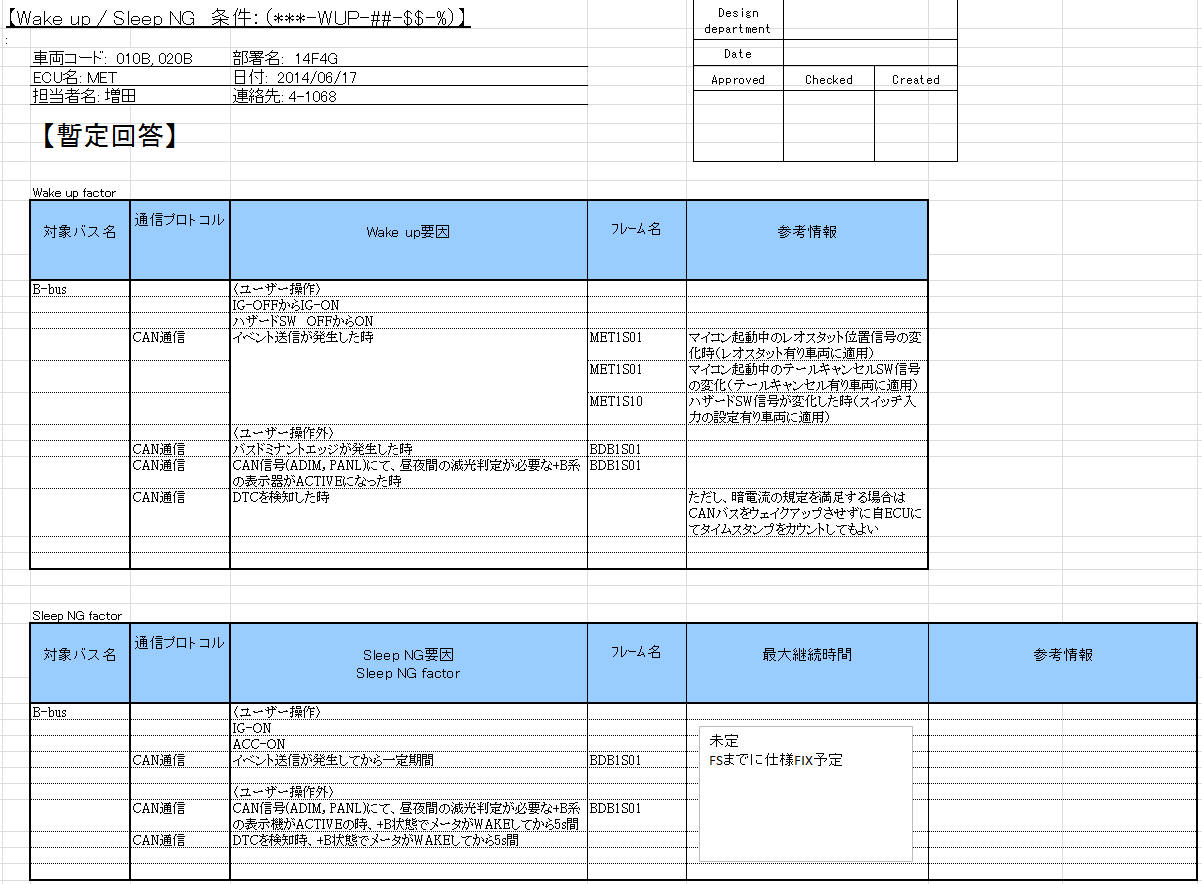 【Wake up / Sleep NG 条件: (***-WUP-##-$$-%)】
:
車両コード: 010B, 020B 部署名: 14F4G
ECU名: MET 日付: 2014/06/17
担当者名: 増田 連絡先: 4-1068
【暫定回答】
Design department
Date
Approved Checked Created
Wake up factor
対象バス名 通信プロトコル Wake up要因 フレーム名 参考情報
B-bus 〈ユーザー操作〉
IG-OFFからIG-ON
ハザードSW OFFからON
CAN通信 イベント送信が発生した時 MET1S01 マイコン起動中のレオスタット位置信号の変
化時(レオスタット有り車両に適用)
MET1S01 マイコン起動中のテールキャンセルSW信号
の変化(テールキャンセル有り車両に適用)
MET1S10 ハザードSW信号が変化した時(スイッチ入
力の設定有り車両に適用)
〈ユーザー操作外〉
CAN通信 バスドミナントエッジが発生した時 BDB1S01
CAN通信 CAN信号(ADIM, PANL)にて、昼夜間の減光判定が必要な+B系 BDB1S01
の表示器がACTIVEになった時
CAN通信 DTCを検知した時 ただし、暗電流の規定を満足する場合は
CANバスをウェイクアップさせずに自ECUに
てタイムスタンプをカウントしてもよい
Sleep NG factor
対象バス名 通信プロトコル Sleep NG要因 フレーム名 最大継続時間 参考情報
Sleep NG factor
B-bus 〈ユーザー操作〉
IG-ON
ACC-ON
CAN通信 イベント送信が発生してから一定期間 BDB1S01
未定
FSまでに仕様FIX予定
〈ユーザー操作外〉
CAN通信 CAN信号(ADIM, PANL)にて、昼夜間の減光判定が必要な+B系 BDB1S01
の表示機がACTIVEの時、+B状態でメータがWAKEしてから5s間
CAN通信 DTCを検知時、+B状態でメータがWAKEしてから5s間